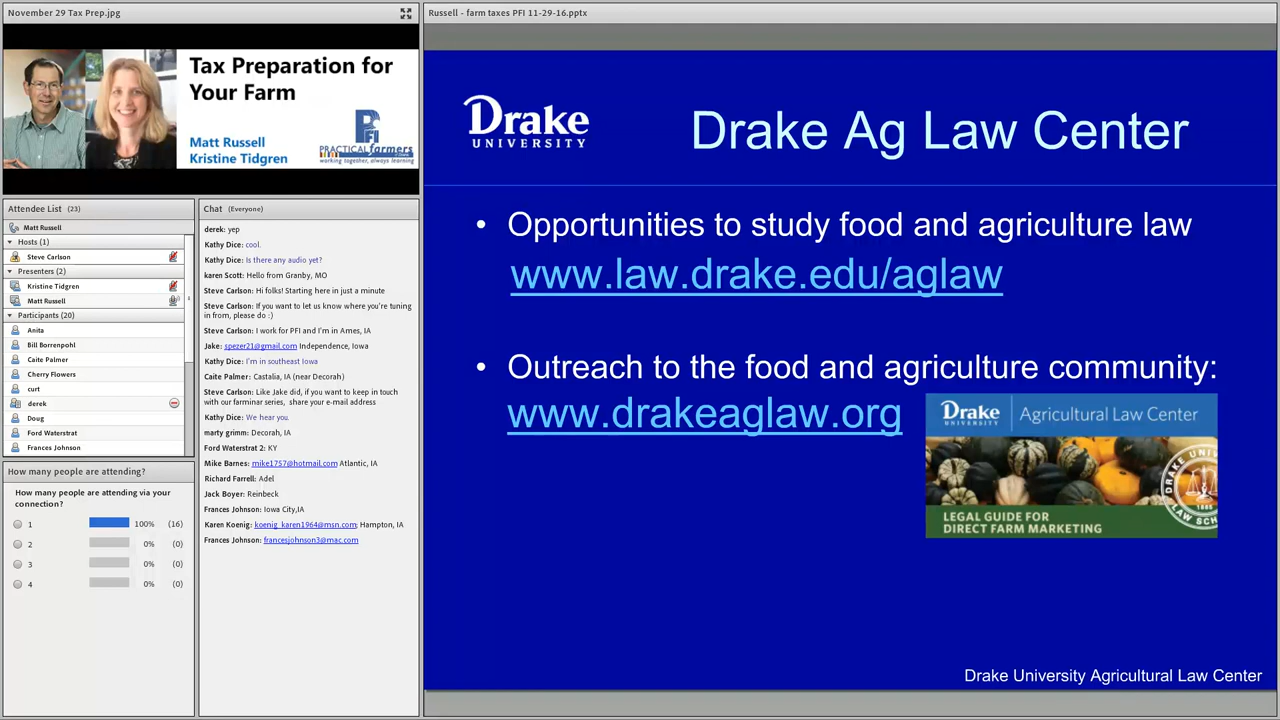 November 29 Tax Prep.jpg
Tax Preparation for
Your Farm
Matt Russell
Kristine Tidgren
PFI
PRACTICAL farmers
working together, always learning
Attendee List (23)
Matt Russell
Hosts (1)
Steve Carlson
Presenters (2)
Kristine Tidgren
Matt Russell
Participants (20)
Anita
Bill Borrenpohl
Caite Palmer
Cherry Flowers
curt
derek
Doug
Ford Waterstrat
Frances Johnson
How many people are attending?
How many people are attending via your
connection?
1 100% (16)
2 0% (0)
3 0% (0)
4 0% (0)
Chat (Everyone)
derek: yep
Kathy Dice: cool.
Kathy Dice: Is there any audio yet?
karen Scott: Hello from Granby, MO
Steve Carlson: Hi folks! Starting here in just a minute
Steve Carlson: If you want to let us know where you're tuning
in from, please do :)
Steve Carlson: I work for PFI and I'm in Ames, IA
Jake: spezer21@gmail.com Independence, Iowa
Kathy Dice: I'm in southeast Iowa
Caite Palmer: Castalia, IA (near Decorah)
Steve Carlson: Like Jake did, if you want to keep in touch
with our farminar series, share your e-mail address
Kathy Dice: We hear you.
marty grimm: Decorah, IA
Ford Waterstrat 2: KY
Mike Barnes: mike1757@hotmail.com Atlantic, IA
Richard Farrell: Adel
Jack Boyer: Reinbeck
Frances Johnson: Iowa City,IA
Karen Koenig: koenig_karen1964@msn.com; Hampton, IA
Frances Johnson: francesjohnson3@mac.com
Russell - farm taxes PFI 11-29-16.pptx
Drake
UNIVERSITY
Drake Ag Law Center
• Opportunities to study food and agriculture law
www.law.drake.edu/aglaw
• Outreach to the food and agriculture community:
www.drakeaglaw.org
Drake
UNIVERSITY
Agricultural Law Center
LEGAL GUIDE FOR
DIRECT FARM MARKETING
Drake University Agricultural Law Center